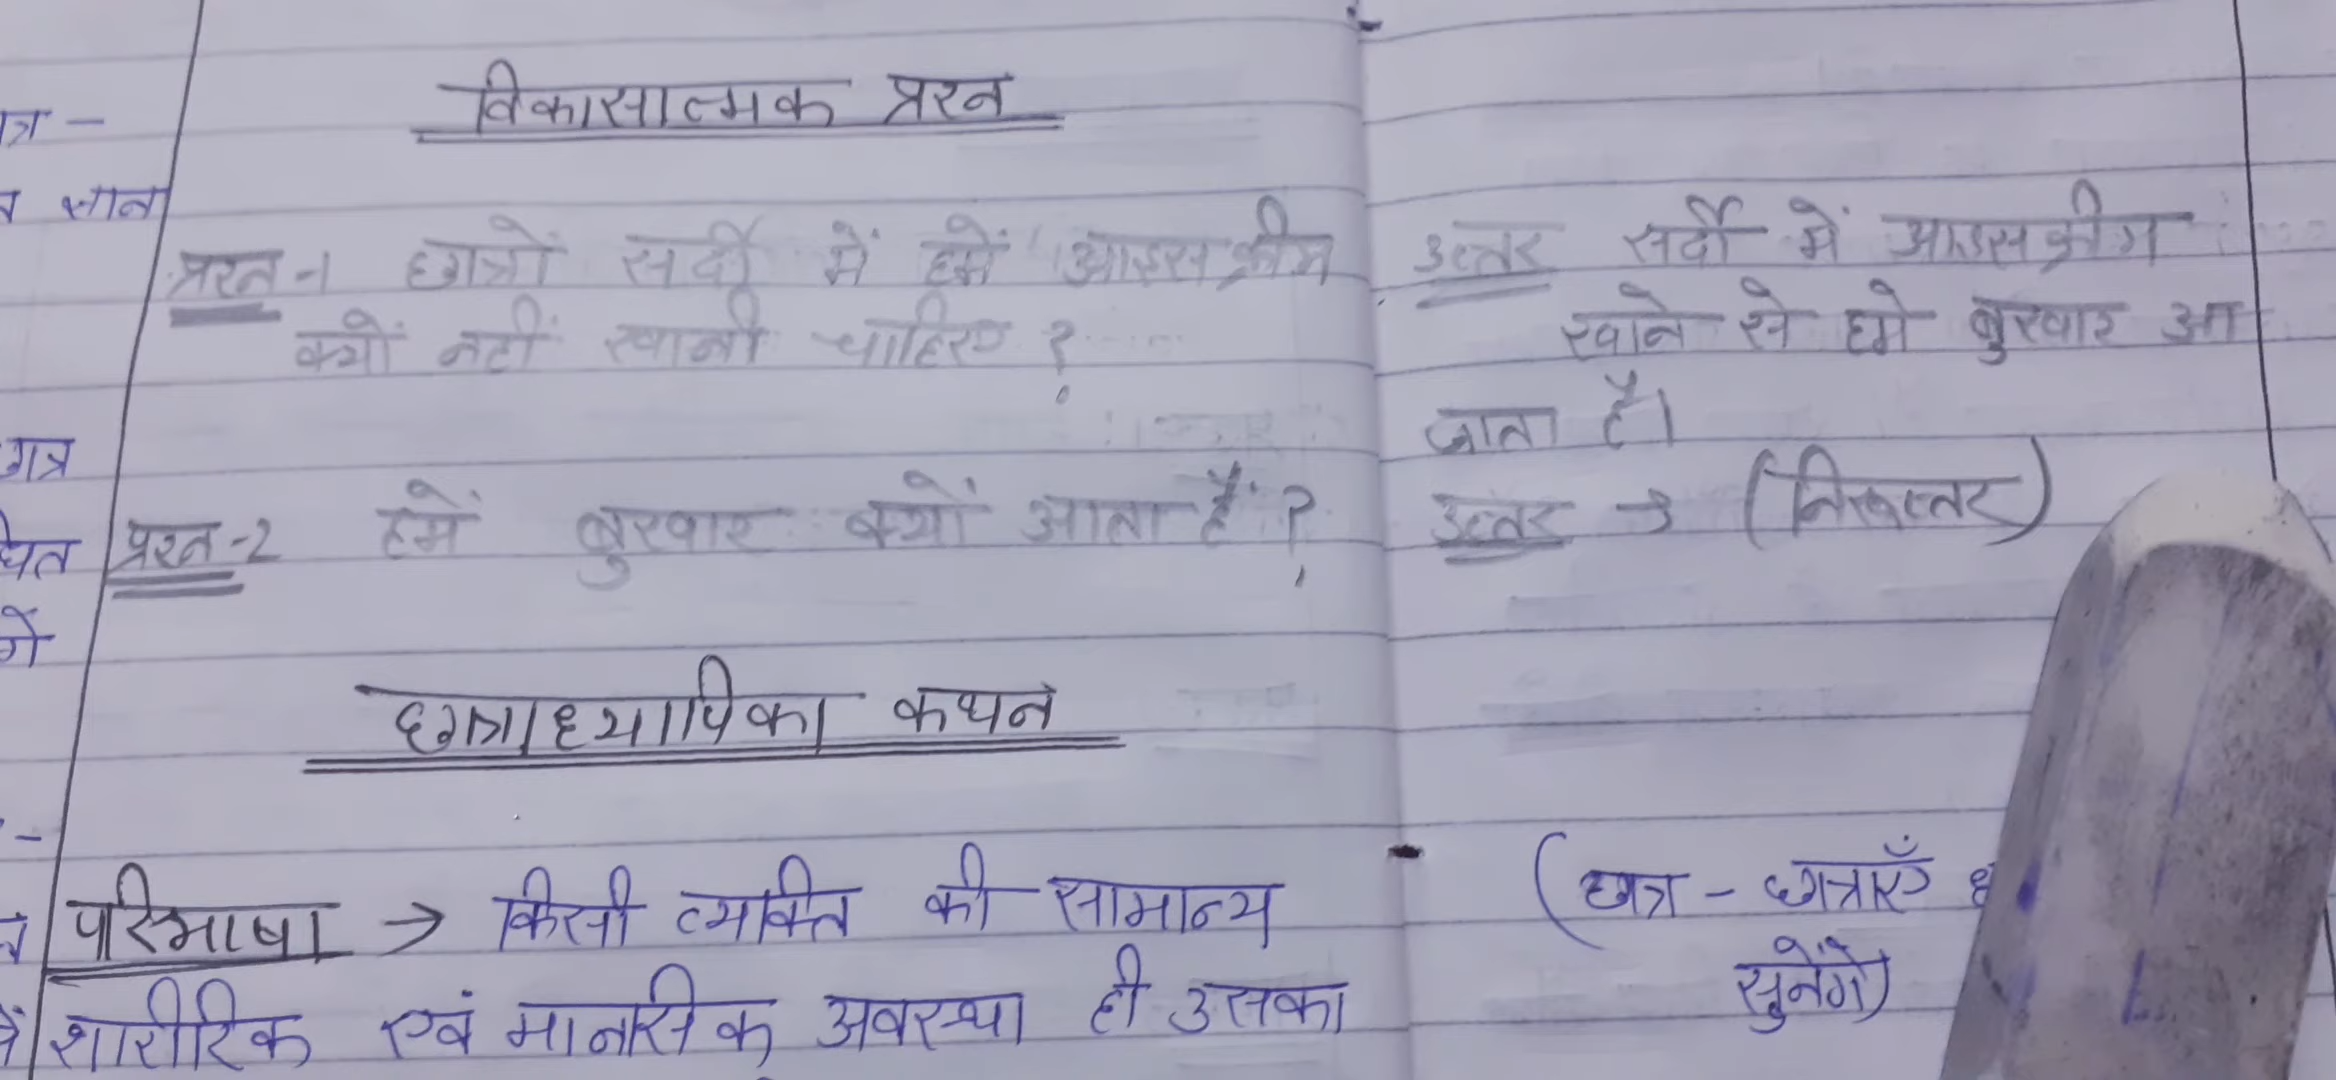 विकासात्मक प्रश्न
त्र -
प्रश्न-1 छात्रों सर्दी में हमें आइसक्रीम
क्यों नहीं खानी चाहिए ?
उत्तर सर्दी में आइसक्रीम
खाने से हमे बुखार आ
जाता है।
प्रश्न-2 हमें बुखार क्यों आता है ?
उत्तर → (निरूत्तर)
छात्राध्यापिका कथन
परिभाषा → किसी व्यक्ति की सामान्य
शारीरिक एवं मानसिक अवस्था ही उसका
(छात्र - छात्राएँ
सुनेंगे)